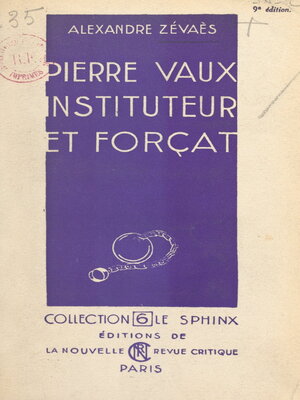 35
9e édition.
ALEXANDRE ZÉVAÈS
PIERRE VAUX
INSTITUTEUR
ET FORÇAT
COLLECTION 6 LE SPHINX
ÉDITIONS DE
LA NOUVELLE NRC REVUE CRITIQUE
PARIS